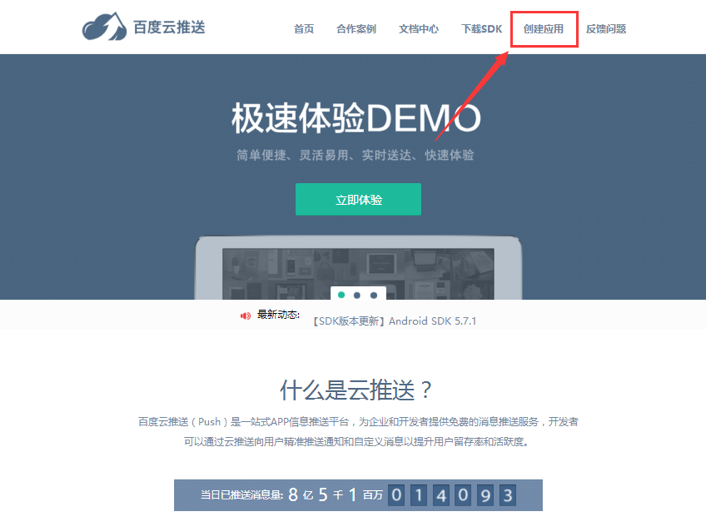 百度云推送
首页 合作案例 文档中心 下载SDK 创建应用 反馈问题
极速体验DEMO
简单便捷、灵活易用、实时送达、快速体验
立即体验
最新动态: 【SDK版本更新】Android SDK 5.7.1
什么是云推送？
百度云推送（Push）是一站式APP信息推送平台，为企业和开发者提供免费的消息推送服务，开发者
可以通过云推送向用户精准推送通知和自定义消息以提升用户留存率和活跃度。
当日已推送消息量: 8 亿 5 千 1 百万 0 1 4 0 9 3